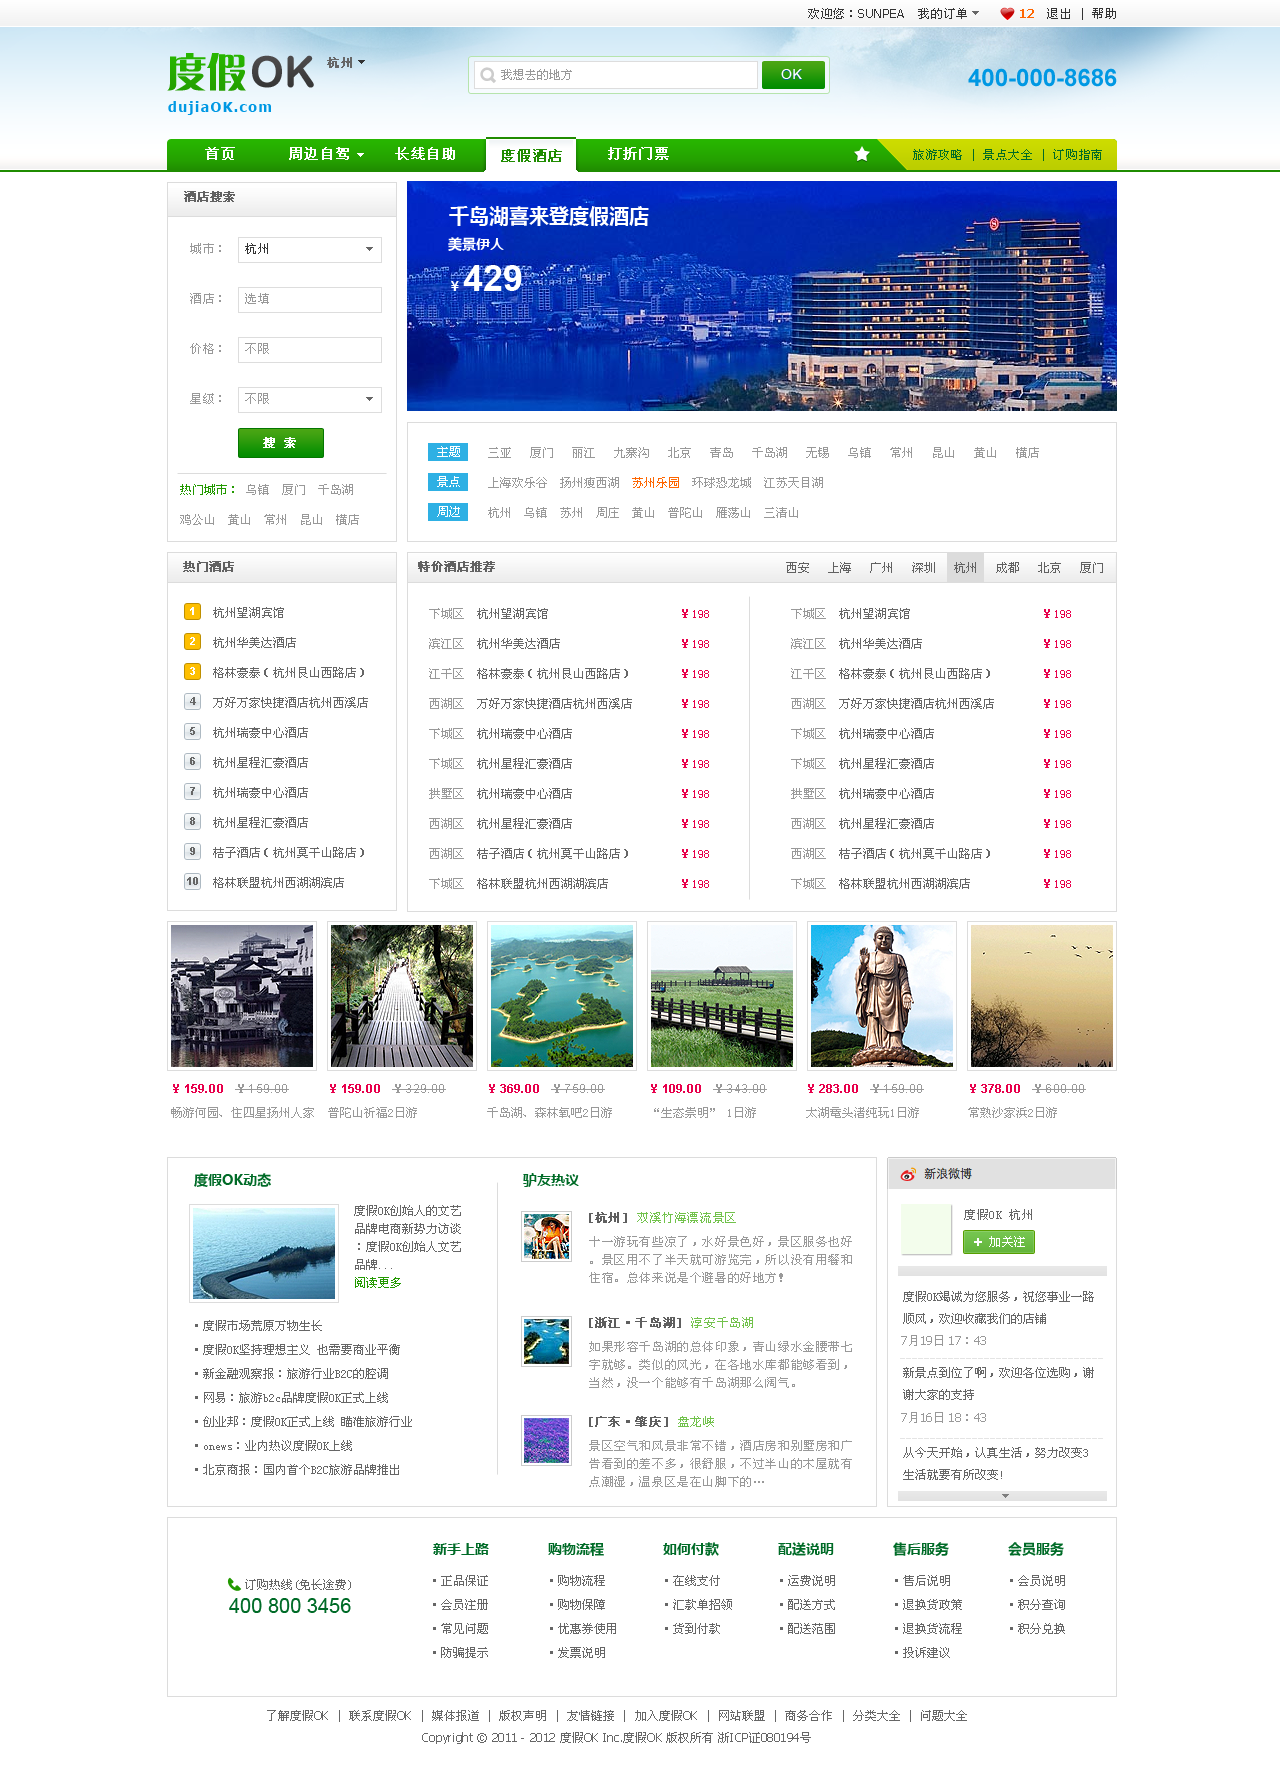 欢迎您：SUNPEA 我的订单 12 退出 | 帮助
度假OK 杭州
dujiaOK.com
我想去的地方 OK
400-000-8686
首页 周边自驾 长线自助 度假酒店 打折门票 旅游攻略 | 景点大全 | 订购指南
酒店搜索
城市： 杭州
酒店： 选填
价格： 不限
星级： 不限
搜 索
热门城市： 乌镇 厦门 千岛湖
鸡公山 黄山 常州 昆山 横店
千岛湖喜来登度假酒店
美景伊人
¥ 429
主题 三亚 厦门 丽江 九寨沟 北京 青岛 千岛湖 无锡 乌镇 常州 昆山 黄山 横店
景点 上海欢乐谷 扬州瘦西湖 苏州乐园 环球恐龙城 江苏天目湖
周边 杭州 乌镇 苏州 周庄 黄山 普陀山 雁荡山 三清山
热门酒店
1 杭州望湖宾馆
2 杭州华美达酒店
3 格林豪泰（杭州艮山西路店）
4 万好万家快捷酒店杭州西溪店
5 杭州瑞豪中心酒店
6 杭州星程汇豪酒店
7 杭州瑞豪中心酒店
8 杭州星程汇豪酒店
9 桔子酒店（杭州莫干山路店）
10 格林联盟杭州西湖湖滨店
特价酒店推荐 西安 上海 广州 深圳 杭州 成都 北京 厦门
下城区 杭州望湖宾馆 ¥ 198 下城区 杭州望湖宾馆 ¥ 198
滨江区 杭州华美达酒店 ¥ 198 滨江区 杭州华美达酒店 ¥ 198
江干区 格林豪泰（杭州艮山西路店） ¥ 198 江干区 格林豪泰（杭州艮山西路店） ¥ 198
西湖区 万好万家快捷酒店杭州西溪店 ¥ 198 西湖区 万好万家快捷酒店杭州西溪店 ¥ 198
下城区 杭州瑞豪中心酒店 ¥ 198 下城区 杭州瑞豪中心酒店 ¥ 198
下城区 杭州星程汇豪酒店 ¥ 198 下城区 杭州星程汇豪酒店 ¥ 198
拱墅区 杭州瑞豪中心酒店 ¥ 198 拱墅区 杭州瑞豪中心酒店 ¥ 198
西湖区 杭州星程汇豪酒店 ¥ 198 西湖区 杭州星程汇豪酒店 ¥ 198
西湖区 桔子酒店（杭州莫干山路店） ¥ 198 西湖区 桔子酒店（杭州莫干山路店） ¥ 198
下城区 格林联盟杭州西湖湖滨店 ¥ 198 下城区 格林联盟杭州西湖湖滨店 ¥ 198
¥ 159.00 ¥ 159.00 ¥ 159.00 ¥ 329.00 ¥ 369.00 ¥ 759.00 ¥ 109.00 ¥ 343.00 ¥ 283.00 ¥ 159.00 ¥ 378.00 ¥ 600.00
畅游何园、住四星扬州人家 普陀山祈福2日游 千岛湖、森林氧吧2日游 “生态崇明” 1日游 太湖鼋头渚纯玩1日游 常熟沙家浜2日游
度假OK动态
度假OK创始人的文艺
品牌电商新势力访谈
：度假OK创始人文艺
品牌...
阅读更多
▪ 度假市场荒原万物生长
▪ 度假OK坚持理想主义 也需要商业平衡
▪ 新金融观察报：旅游行业B2C的腔调
▪ 网易：旅游b2c品牌度假OK正式上线
▪ 创业邦：度假OK正式上线 瞄准旅游行业
▪ onews：业内热议度假OK上线
▪ 北京商报：国内首个B2C旅游品牌推出
驴友热议
[杭州] 双溪竹海漂流景区
十一游玩有些凉了，水好景色好，景区服务也好
。景区用不了半天就可游览完，所以没有用餐和
住宿。总体来说是个避暑的好地方！
[浙江·千岛湖] 淳安千岛湖
如果形容千岛湖的总体印象，青山绿水金腰带七
字就够。类似的风光，在各地水库都能够看到，
当然，没一个能够有千岛湖那么阔气。
[广东·肇庆] 盘龙峡
景区空气和风景非常不错，酒店房和别墅房和广
告看到的差不多，很舒服，不过半山的木屋就有
点潮湿，温泉区是在山脚下的…
新浪微博
度假OK 杭州
+ 加关注
度假OK竭诚为您服务，祝您事业一路
顺风，欢迎收藏我们的店铺
7月19日 17：43
新景点到位了啊，欢迎各位选购，谢
谢大家的支持
7月16日 18：43
从今天开始，认真生活，努力改变3
生活就要有所改变!
订购热线(免长途费)
400 800 3456
新手上路 购物流程 如何付款 配送说明 售后服务 会员服务
▪ 正品保证 ▪ 购物流程 ▪ 在线支付 ▪ 运费说明 ▪ 售后说明 ▪ 会员说明
▪ 会员注册 ▪ 购物保障 ▪ 汇款单招领 ▪ 配送方式 ▪ 退换货政策 ▪ 积分查询
▪ 常见问题 ▪ 优惠券使用 ▪ 货到付款 ▪ 配送范围 ▪ 退换货流程 ▪ 积分兑换
▪ 防骗提示 ▪ 发票说明 ▪ 投诉建议
了解度假OK | 联系度假OK | 媒体报道 | 版权声明 | 友情链接 | 加入度假OK | 网站联盟 | 商务合作 | 分类大全 | 问题大全
Copyright © 2011 - 2012 度假OK Inc.度假OK 版权所有 浙ICP证080194号